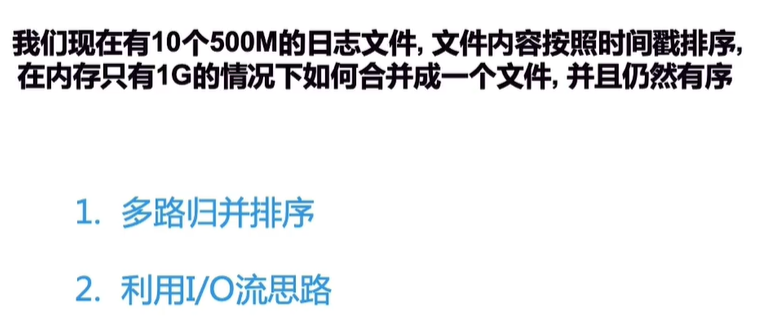 我们现在有10个500M的日志文件, 文件内容按照时间戳排序,
在内存只有1G的情况下如何合并成一个文件, 并且仍然有序
1. 多路归并排序
2. 利用I/O流思路